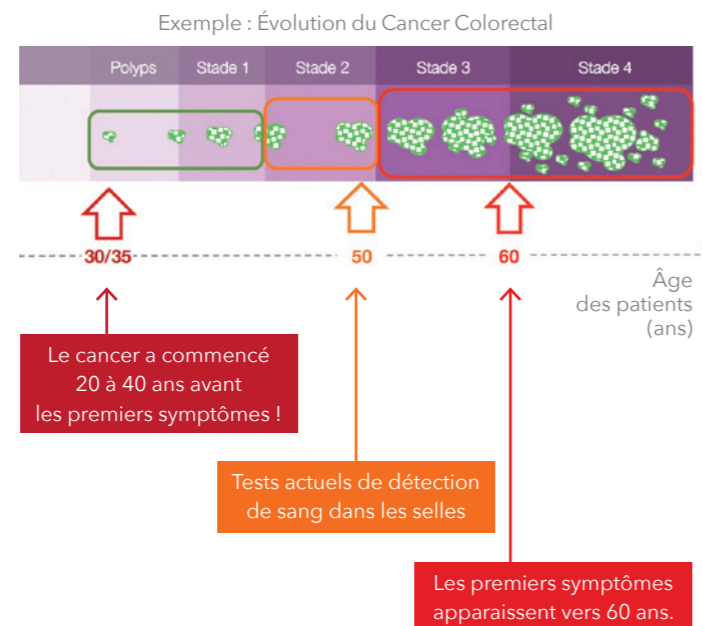 Exemple : Évolution du Cancer Colorectal
Polyps Stade 1 Stade 2 Stade 3 Stade 4
30/35 50 60
Âge
des patients
(ans)
Le cancer a commencé
20 à 40 ans avant
les premiers symptômes !
Tests actuels de détection
de sang dans les selles
Les premiers symptômes
apparaissent vers 60 ans.